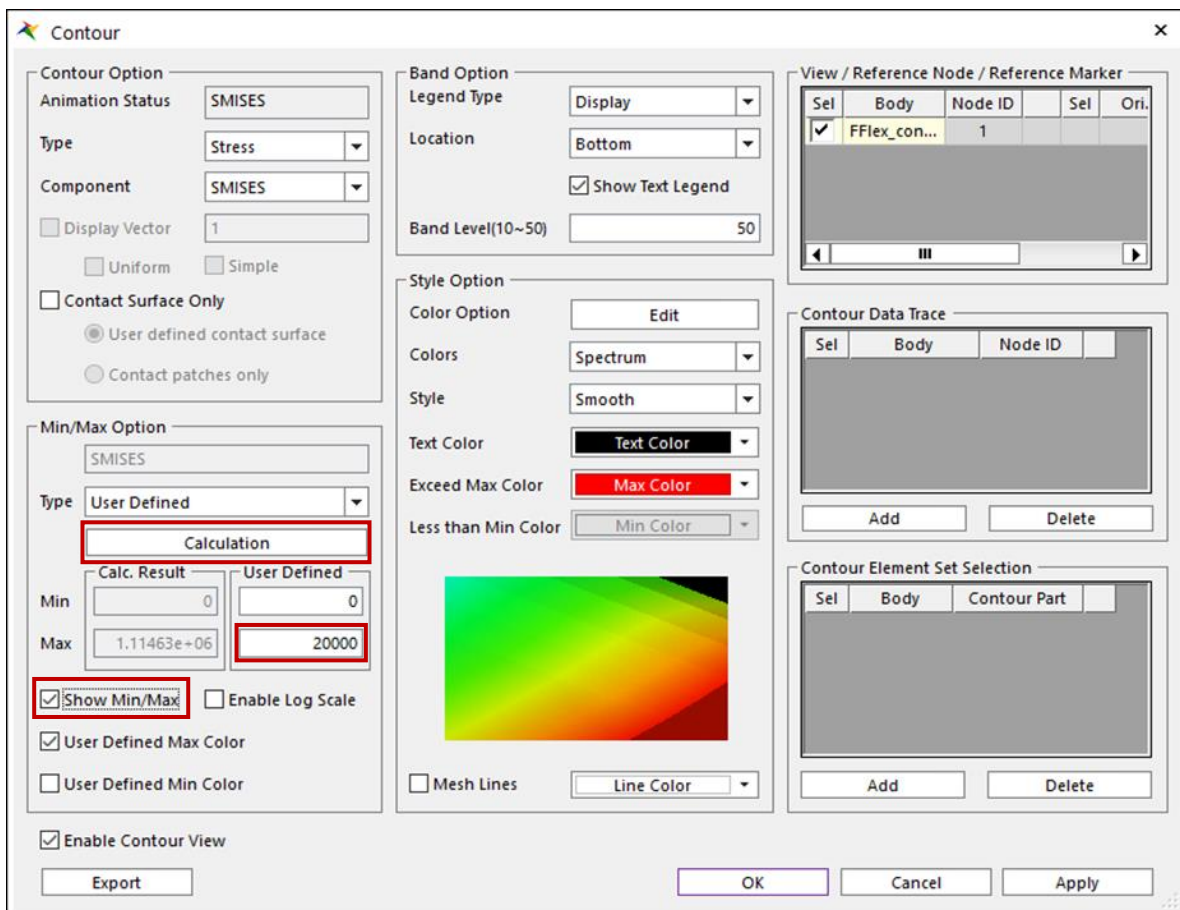 Contour
Contour Option
Animation Status SMISES
Type Stress
Component SMISES
Display Vector 1
Uniform Simple
Contact Surface Only
User defined contact surface
Contact patches only
Min/Max Option
SMISES
Type User Defined
Calculation
Calc. Result User Defined
Min 0 0
Max 1.11463e+06 20000
Show Min/Max Enable Log Scale
User Defined Max Color
User Defined Min Color
Enable Contour View
Export
Band Option
Legend Type Display
Location Bottom
Show Text Legend
Band Level(10~50) 50
Style Option
Color Option Edit
Colors Spectrum
Style Smooth
Text Color Text Color
Exceed Max Color Max Color
Less than Min Color Min Color
Mesh Lines Line Color
View / Reference Node / Reference Marker
Sel Body Node ID Sel Ori.
FFlex_con... 1
Contour Data Trace
Sel Body Node ID
Add Delete
Contour Element Set Selection
Sel Body Contour Part
Add Delete
OK Cancel Apply